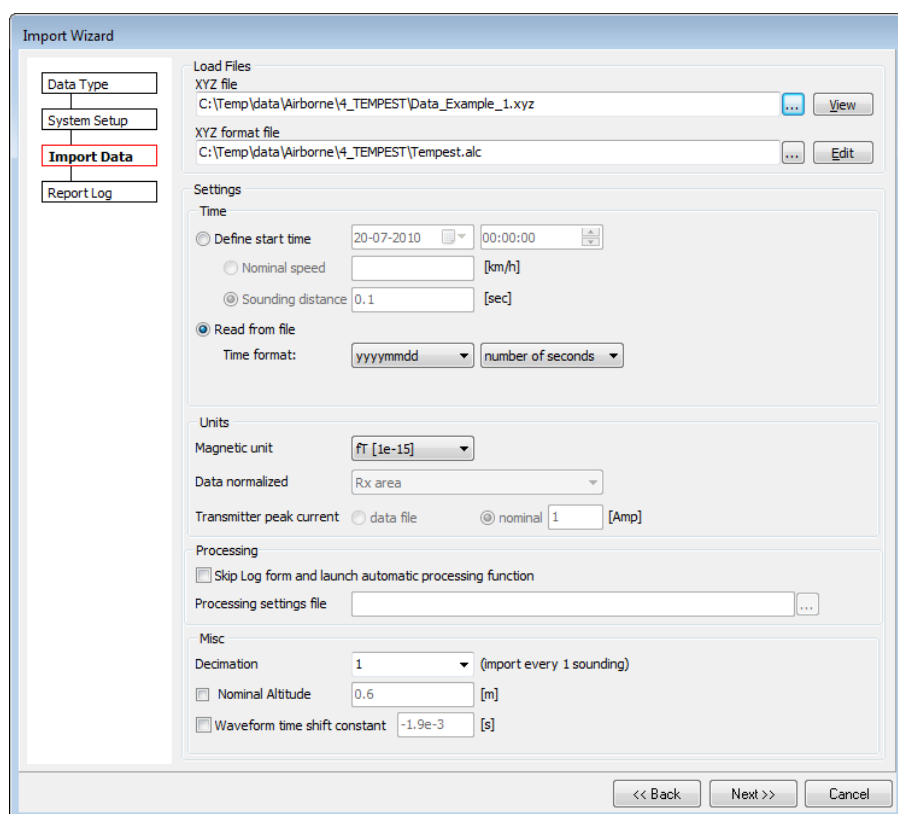 Import Wizard
Data Type
System Setup
Import Data
Report Log
Load Files
XYZ file
C:\Temp\data\Airborne\4_TEMPEST\Data_Example_1.xyz ... View
XYZ format file
C:\Temp\data\Airborne\4_TEMPEST\Tempest.alc ... Edit
Settings
Time
Define start time 20-07-2010 00:00:00
Nominal speed [km/h]
Sounding distance 0.1 [sec]
Read from file
Time format: yyyymmdd number of seconds
Units
Magnetic unit fT [1e-15]
Data normalized Rx area
Transmitter peak current data file nominal 1 [Amp]
Processing
Skip Log form and launch automatic processing function
Processing settings file ...
Misc
Decimation 1 (import every 1 sounding)
Nominal Altitude 0.6 [m]
Waveform time shift constant -1.9e-3 [s]
<< Back Next >> Cancel